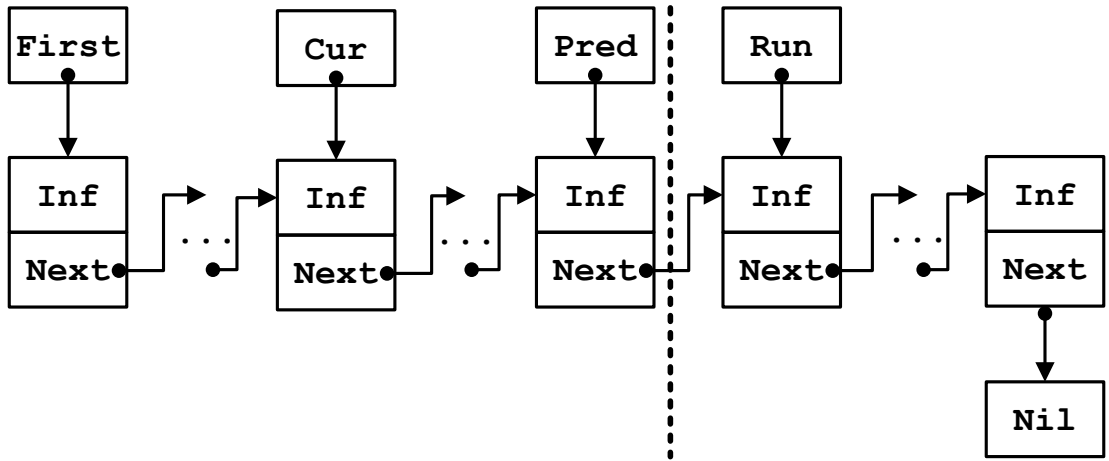 First
Cur
Pred
Run
Inf
Inf
Inf
Inf
Inf
...
...
...
Next
Next
Next
Next
Next
Nil